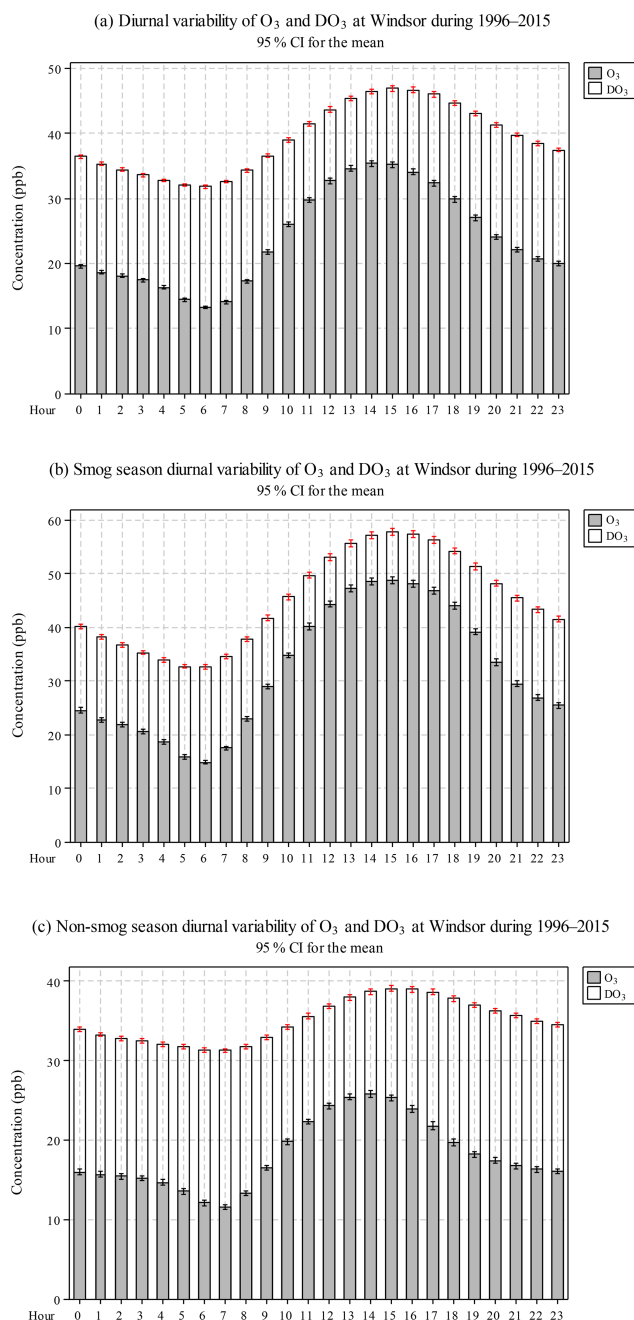 (a) Diurnal variability of O₃ and DO₃ at Windsor during 1996–2015
95 % CI for the mean
50
40
30
20
10
0
Concentration (ppb)
O₃
DO₃
Hour 0 1 2 3 4 5 6 7 8 9 10 11 12 13 14 15 16 17 18 19 20 21 22 23
(b) Smog season diurnal variability of O₃ and DO₃ at Windsor during 1996–2015
95 % CI for the mean
60
50
40
30
20
10
0
Concentration (ppb)
O₃
DO₃
Hour 0 1 2 3 4 5 6 7 8 9 10 11 12 13 14 15 16 17 18 19 20 21 22 23
(c) Non-smog season diurnal variability of O₃ and DO₃ at Windsor during 1996–2015
95 % CI for the mean
40
30
20
10
0
Concentration (ppb)
O₃
DO₃
Hour 0 1 2 3 4 5 6 7 8 9 10 11 12 13 14 15 16 17 18 19 20 21 22 23